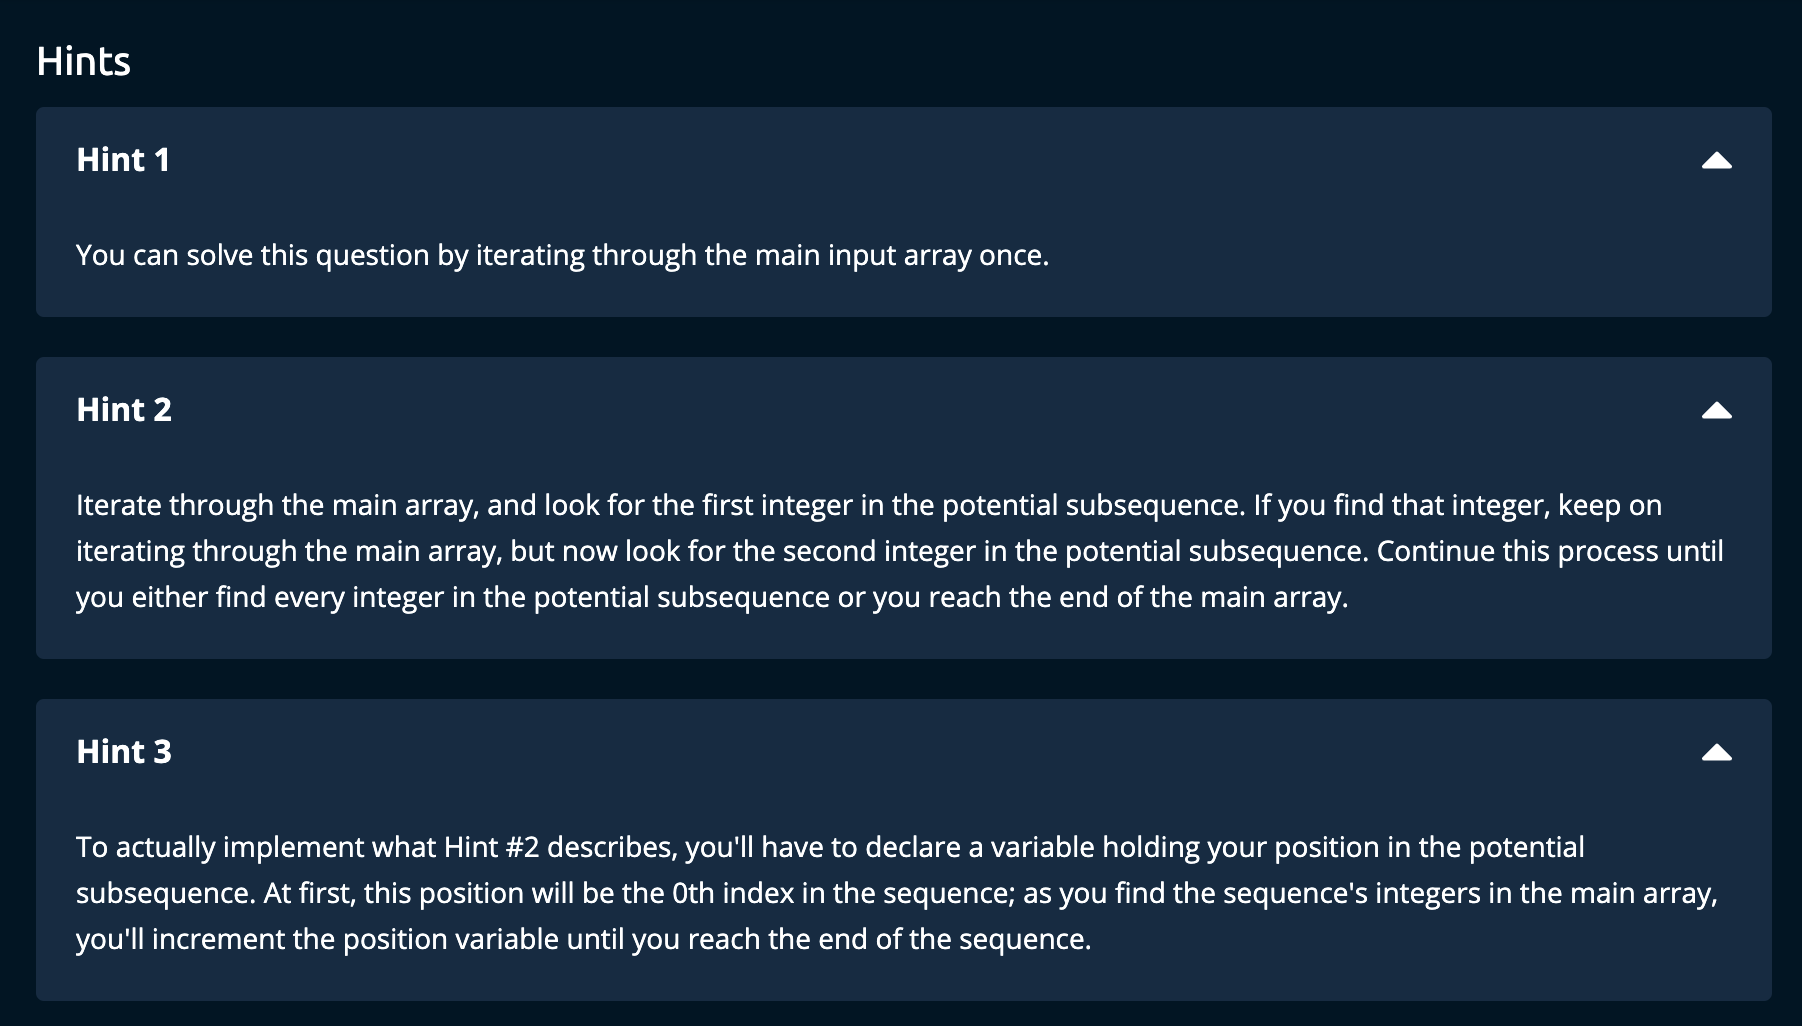 Hints
Hint 1
You can solve this question by iterating through the main input array once.
Hint 2
Iterate through the main array, and look for the first integer in the potential subsequence. If you find that integer, keep on
iterating through the main array, but now look for the second integer in the potential subsequence. Continue this process until
you either find every integer in the potential subsequence or you reach the end of the main array.
Hint 3
To actually implement what Hint #2 describes, you'll have to declare a variable holding your position in the potential
subsequence. At first, this position will be the 0th index in the sequence; as you find the sequence's integers in the main array,
you'll increment the position variable until you reach the end of the sequence.